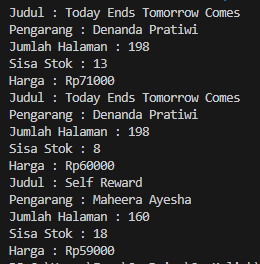 Judul : Today Ends Tomorrow Comes
Pengarang : Denanda Pratiwi
Jumlah Halaman : 198
Sisa Stok : 13
Harga : Rp71000
Judul : Today Ends Tomorrow Comes
Pengarang : Denanda Pratiwi
Jumlah Halaman : 198
Sisa Stok : 8
Harga : Rp60000
Judul : Self Reward
Pengarang : Maheera Ayesha
Jumlah Halaman : 160
Sisa Stok : 18
Harga : Rp59000